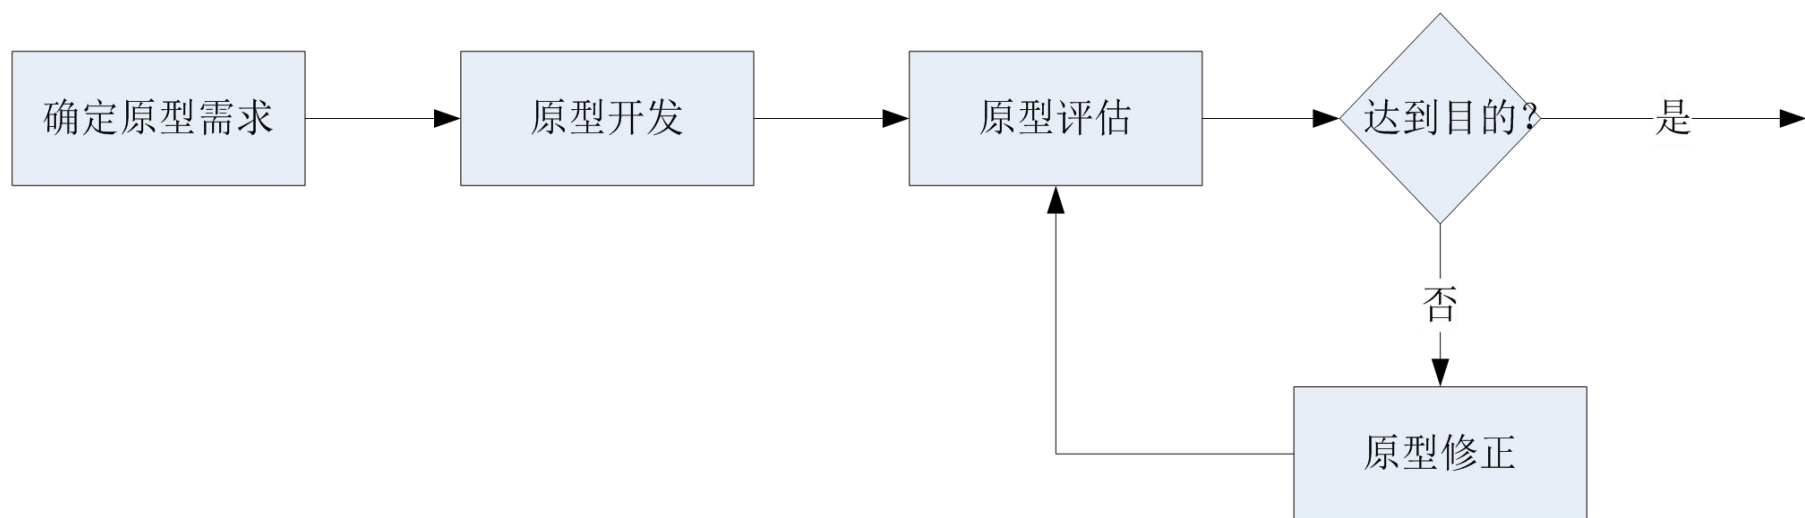 确定原型需求
原型开发
原型评估
达到目的?
是
否
原型修正